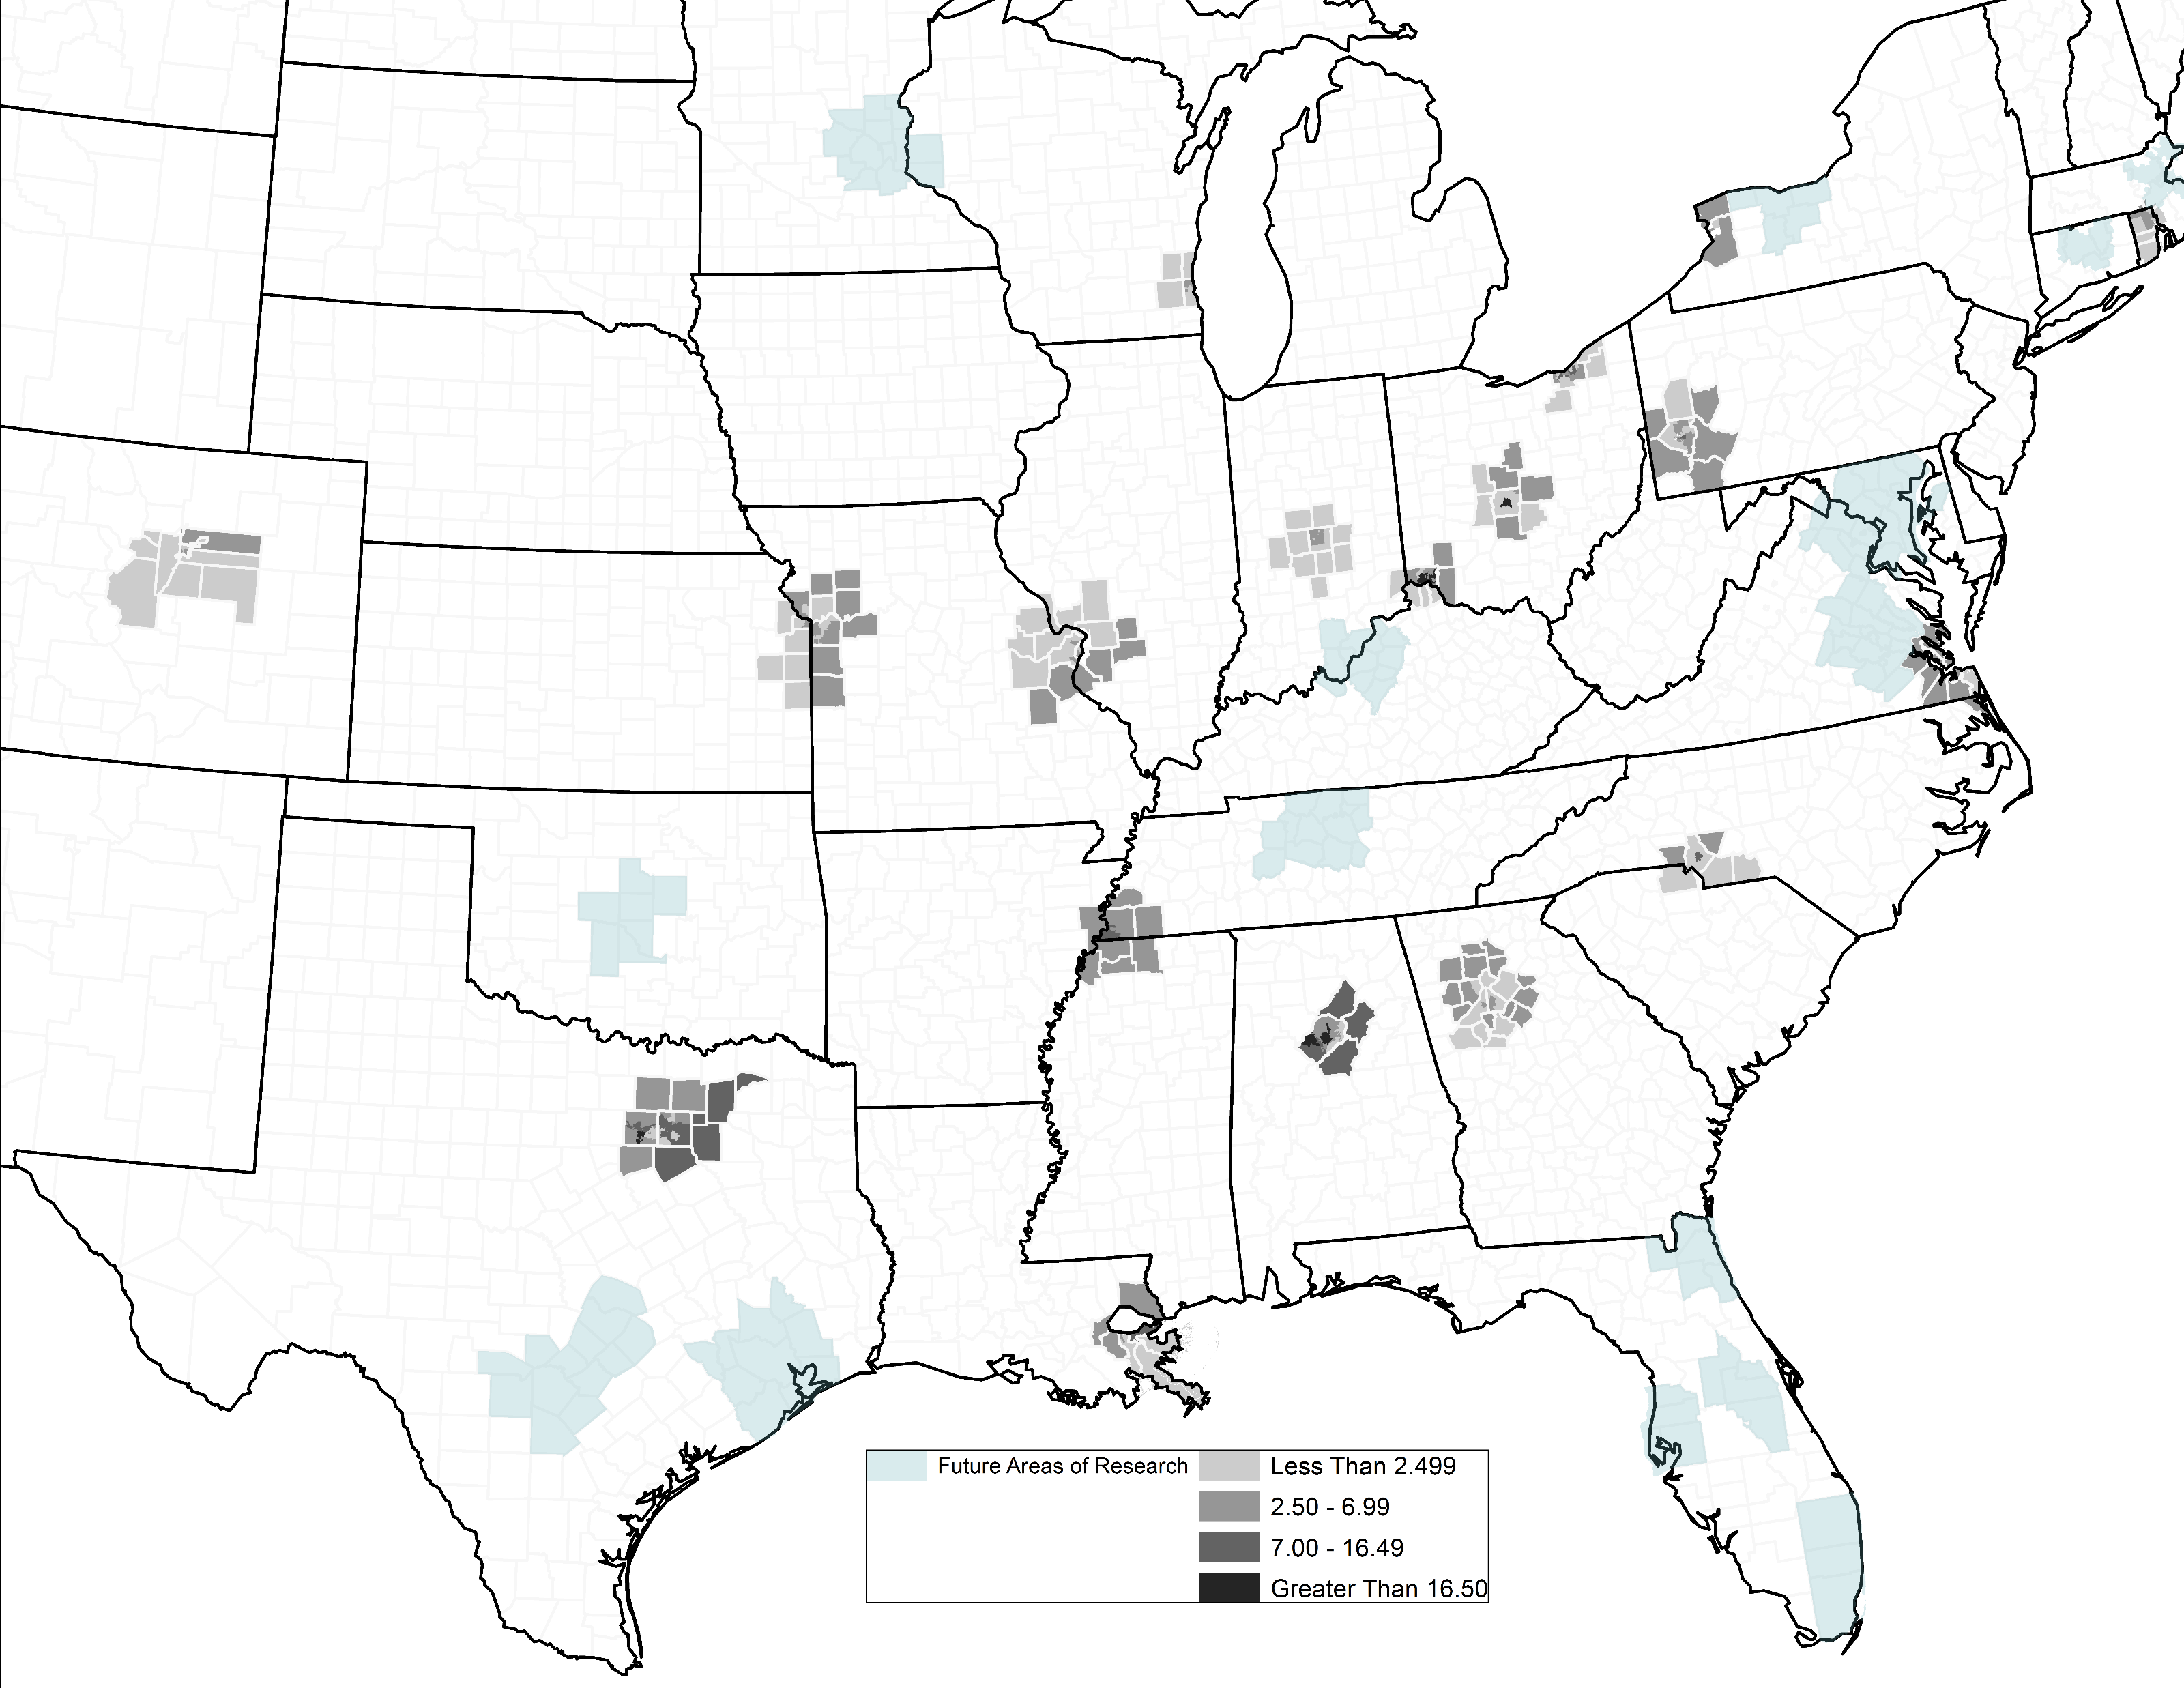 Future Areas of Research
Less Than 2.499
2.50 - 6.99
7.00 - 16.49
Greater Than 16.50